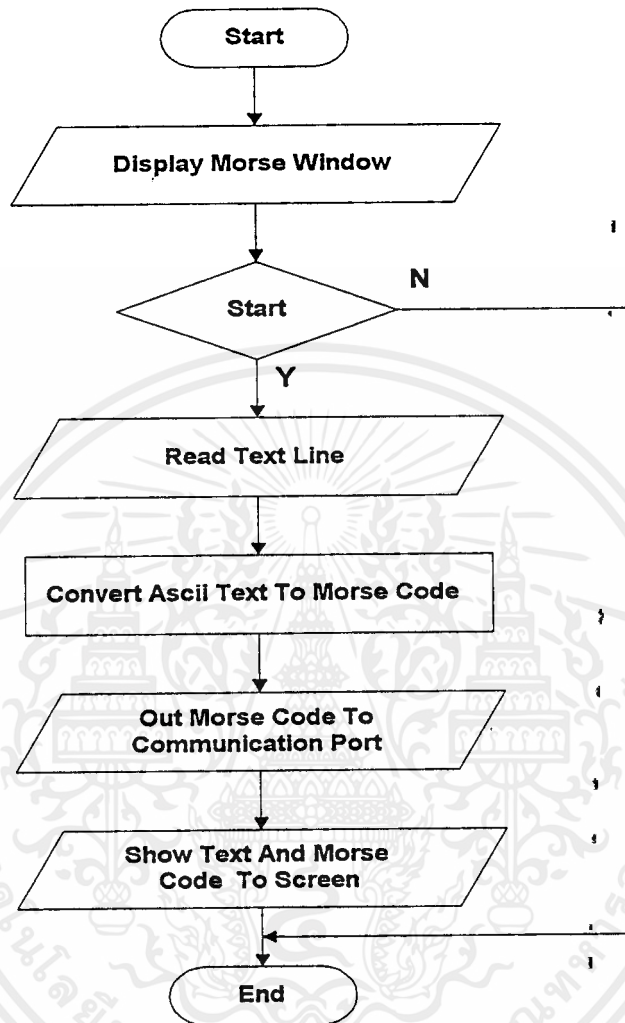 Start
Display Morse Window
Start
N
Y
Read Text Line
Convert Ascii Text To Morse Code
Out Morse Code To
Communication Port
Show Text And Morse
Code To Screen
End